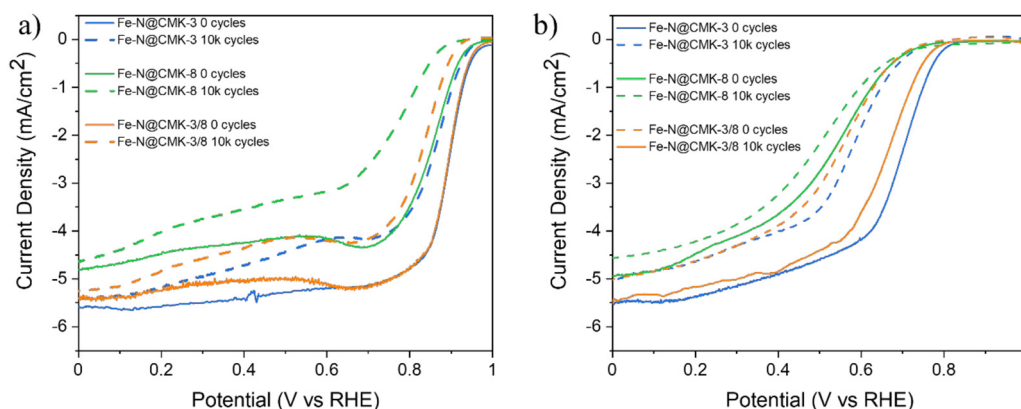 a)
Fe-N@CMK-3 0 cycles
Fe-N@CMK-3 10k cycles
Fe-N@CMK-8 0 cycles
Fe-N@CMK-8 10k cycles
Fe-N@CMK-3/8 0 cycles
Fe-N@CMK-3/8 10k cycles
0
-1
-2
-3
-4
-5
-6
Current Density (mA/cm²)
0 0.2 0.4 0.6 0.8 1
Potential (V vs RHE)
b)
Fe-N@CMK-3 0 cycles
Fe-N@CMK-3 10k cycles
Fe-N@CMK-8 0 cycles
Fe-N@CMK-8 10k cycles
Fe-N@CMK-3/8 0 cycles
Fe-N@CMK-3/8 10k cycles
0
-1
-2
-3
-4
-5
-6
Current Density (mA/cm²)
0 0.2 0.4 0.6 0.8
Potential (V vs RHE)